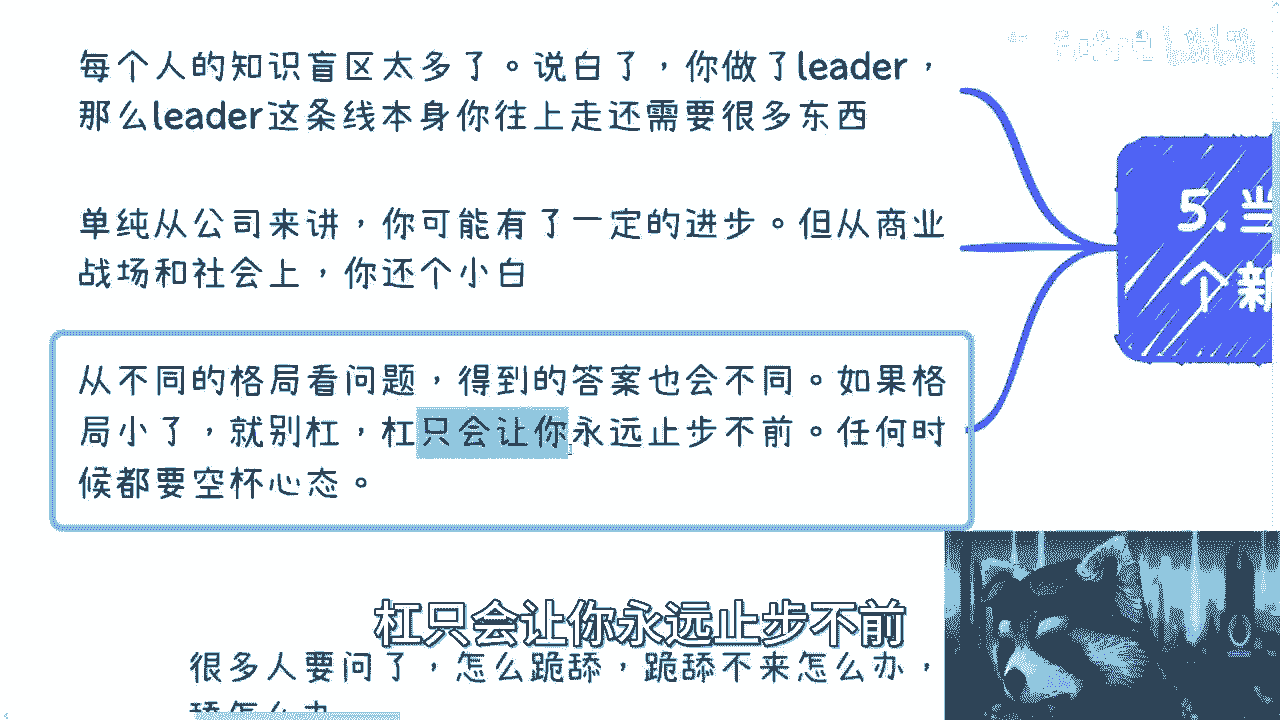 每个人的知识盲区太多了。说白了，你做了leader，
那么leader这条线本身你往上走还需要很多东西
单纯从公司来讲，你可能有了一定的进步。但从商业
战场和社会上，你还个小白
5.当
个新
从不同的格局看问题，得到的答案也会不同。如果格
局小了，就别杠，杠只会让你永远止步不前。任何时
候都要空杯心态。
杠只会让你永远止步不前
很多人要问了，怎么跪舔，跪舔不来怎么办，